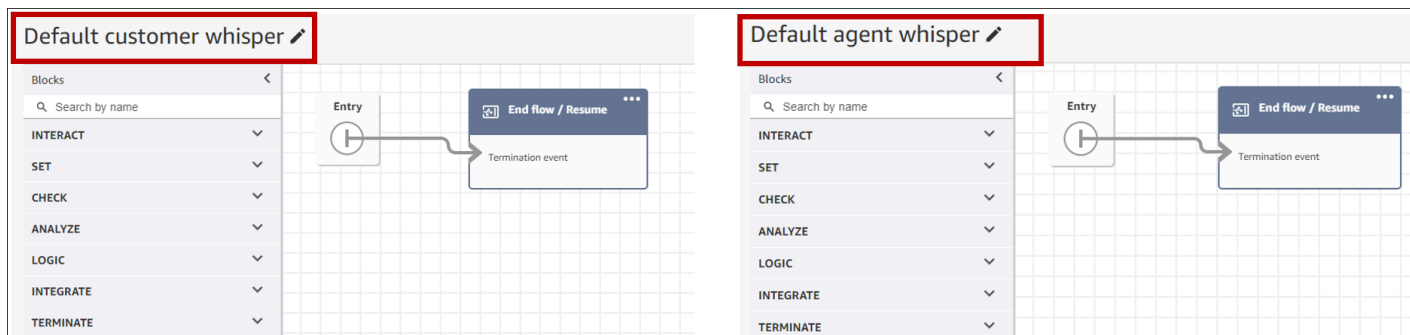 Default customer whisper
Blocks
Search by name
INTERACT
SET
CHECK
ANALYZE
LOGIC
INTEGRATE
TERMINATE
Entry
End flow / Resume
Termination event
Default agent whisper
Blocks
Search by name
INTERACT
SET
CHECK
ANALYZE
LOGIC
INTEGRATE
TERMINATE
Entry
End flow / Resume
Termination event